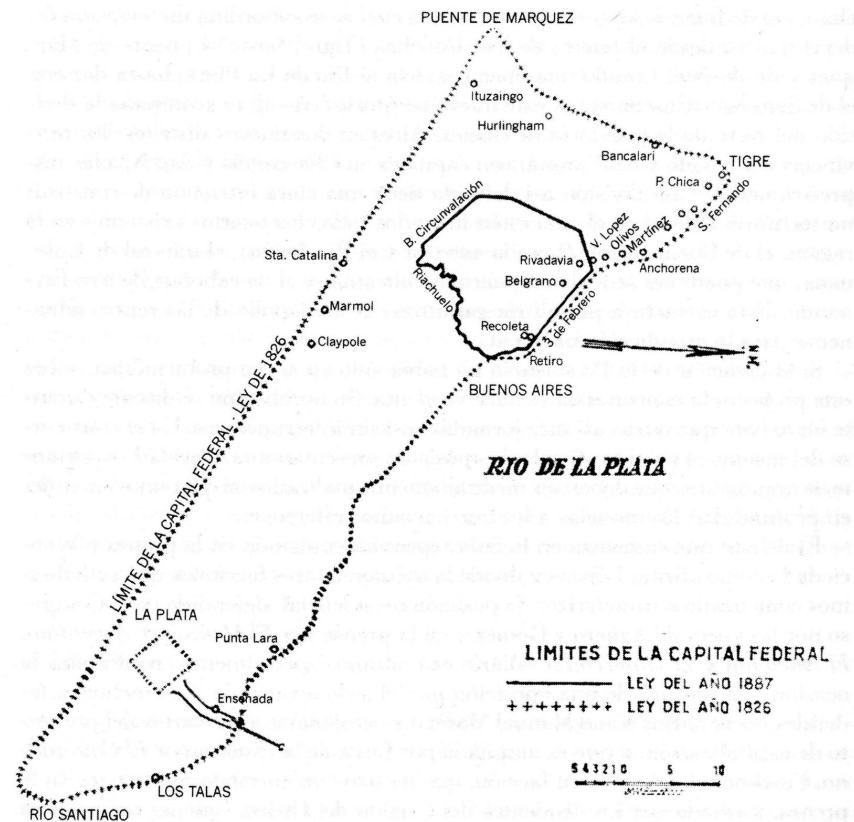 PUENTE DE MARQUEZ
Ituzaingo
Hurlingham
Bancalari
TIGRE
P. Chica
S. Fernando
B. Circumvelación
V. Lopez
Olivos
Martínez
Rivadavia
Anchorena
Sta. Catalina
Riachuelo
Belgrano
Marmol
Recoleta
3 de Febrero
Claypole
Retiro
BUENOS AIRES
LIMITE DE LA CAPITAL FEDERAL - LEY DE 1826
RIO DE LA PLATA
LA PLATA
Punta Lara
LIMITES DE LA CAPITAL FEDERAL
LEY DEL AÑO 1887
LEY DEL AÑO 1826
Ensenada
5 4 3 2 1 0 5 10
LOS TALAS
RÍO SANTIAGO